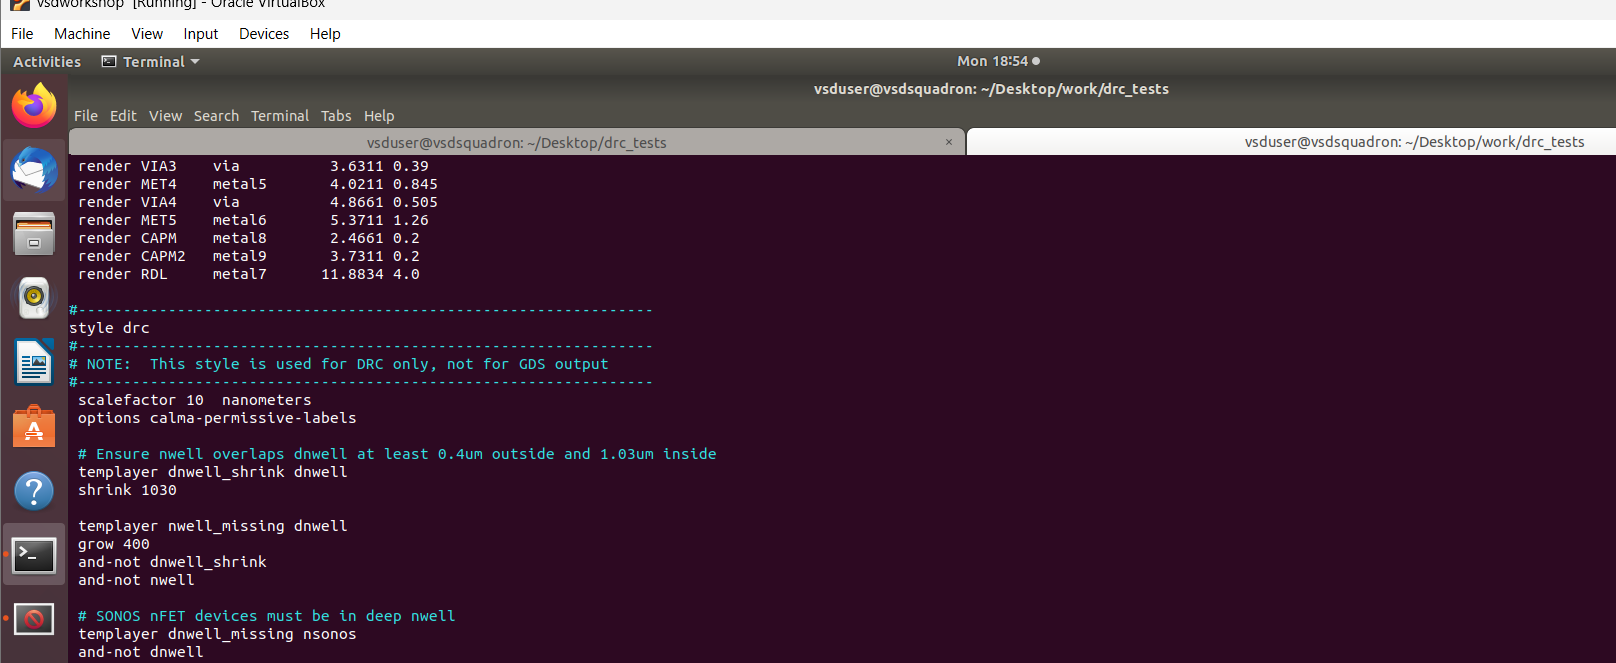 vsdworkshop [Running] - Oracle VirtualBox
File Machine View Input Devices Help
Activities Terminal Mon 18:54
vsduser@vsdsquadron: ~/Desktop/work/drc_tests
File Edit View Search Terminal Tabs Help
vsduser@vsdsquadron: ~/Desktop/drc_tests × vsduser@vsdsquadron: ~/Desktop/work/drc_tests
render VIA3 via 3.6311 0.39
render MET4 metal5 4.0211 0.845
render VIA4 via 4.8661 0.505
render MET5 metal6 5.3711 1.26
render CAPM metal8 2.4661 0.2
render CAPM2 metal9 3.7311 0.2
render RDL metal7 11.8834 4.0
#----------------------------------------------------------------
style drc
#----------------------------------------------------------------
# NOTE: This style is used for DRC only, not for GDS output
#----------------------------------------------------------------
scalefactor 10 nanometers
options calma-permissive-labels
# Ensure nwell overlaps dnwell at least 0.4um outside and 1.03um inside
templayer dnwell_shrink dnwell
shrink 1030
templayer nwell_missing dnwell
grow 400
and-not dnwell_shrink
and-not nwell
# SONOS nFET devices must be in deep nwell
templayer dnwell_missing nsonos
and-not dnwell